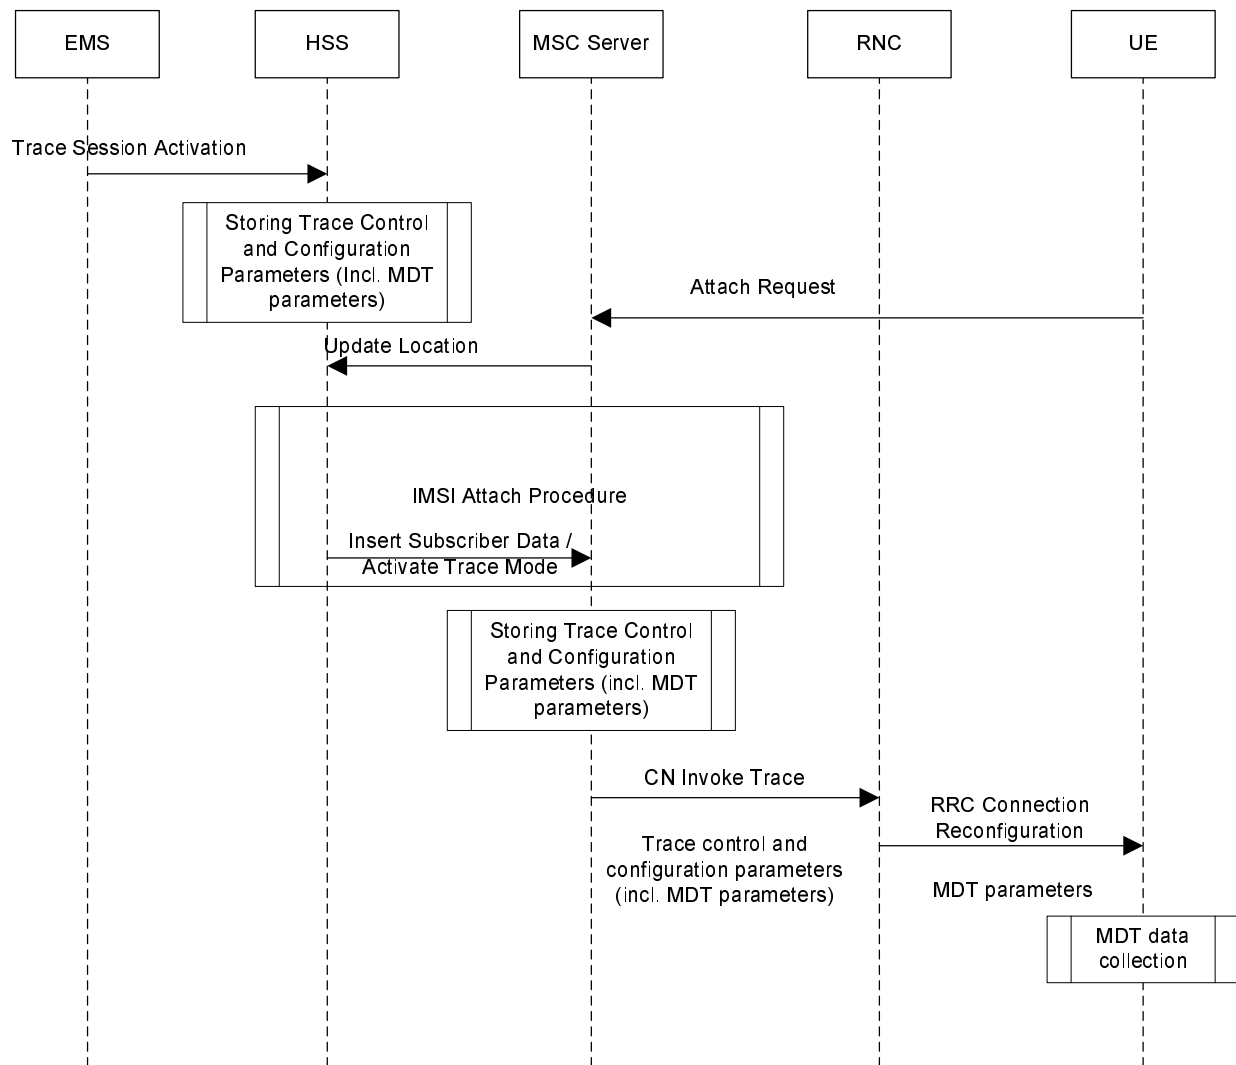 EMS
HSS
MSC Server
RNC
UE
Trace Session Activation
Storing Trace Control
and Configuration
Parameters (Incl. MDT
parameters)
Attach Request
Update Location
IMSI Attach Procedure
Insert Subscriber Data /
Activate Trace Mode
Storing Trace Control
and Configuration
Parameters (incl. MDT
parameters)
CN Invoke Trace
Trace control and
configuration parameters
(incl. MDT parameters)
RRC Connection
Reconfiguration
MDT parameters
MDT data
collection